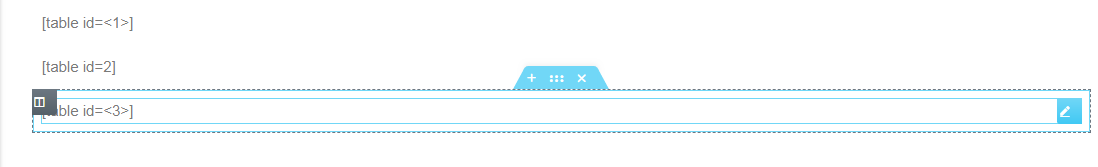 [table id=<1>]
[table id=2]
[table id=<3>]